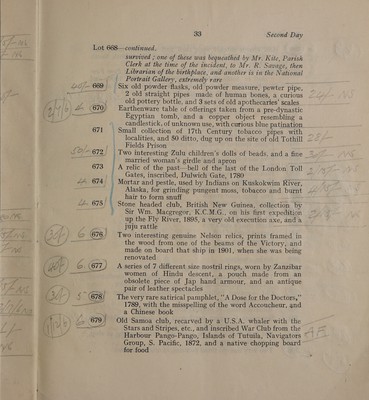 33 Second Day
Lot 668—continued.
survived ; one of these was bequeathed by Mr. Kite, Parish
Clerk at the time of the incident, to Mr. R. Savage, then
Librarian of the birthplace, and another is in the National
Portrait Gallery, extremely rare
669 Six old powder flasks, old powder measure, pewter pipe,
2 old straight pipes made of human bones, a curious
old pottery bottle, and 3 sets of old apothecaries' scales
670 Earthenware table of offerings taken from a pre-dynastic
Egyptian tomb, and a copper object resembling a
candlestick, of unknown use, with curious blue patination
671 Small collection of 17th Century tobacco pipes with
localities, and 80 ditto, dug up on the site of old Tothill
Fields Prison
672 Two interesting Zulu children's dolls of beads, and a fine
married woman's girdle and apron
673 A relic of the past—bell of the last of the London Toll
Gates, inscribed, Dulwich Gate, 1789
674 Mortar and pestle, used by Indians on Kuskokwim River,
Alaska, for grinding pungent moss, tobacco and burnt
hair to form snuff
675 Stone headed club, British New Guinea, collection by
Sir Wm. Macgregor, K.C.M.G., on his first expedition
up the Fly River, 1895, a very old execution axe, and a
juju rattle
676 Two interesting genuine Nelson relics, prints framed in
the wood from one of the beams of the Victory, and
made on board that ship in 1901, when she was being
renovated
677 A series of 7 different size nostril rings, worn by Zanzibar
women of Hindu descent, a pouch made from an
obsolete piece of Jap hand armour, and an antique
pair of leather spectacles
678 The very rare satirical pamphlet, "A Dose for the Doctors,"
1789, with the misspelling of the word Accoucheur, and
a Chinese book
679 Old Samoa club, recarved by a U.S.A. whaler with the
Stars and Stripes, etc., and inscribed War Club from the
Harbour Pango-Pango, Islands of Tutuila, Navigators
Group, S. Pacific, 1872, and a native chopping board
for food